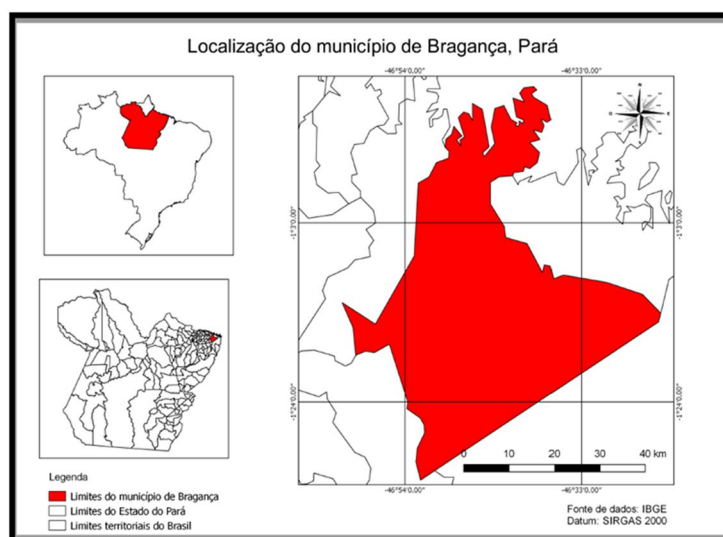 Localização do município de Bragança, Pará
-46°54'0.00"
-46°33'0.00"
-1°3'0.00"
-1°3'0.00"
-1°24'0.00"
-1°24'0.00"
0 10 20 30 40 km
-46°54'0.00"
-46°33'0.00"
Legenda
Limites do município de Bragança
Limites do Estado do Pará
Limites territoriais do Brasil
Fonte de dados: IBGE
Datum: SIRGAS 2000